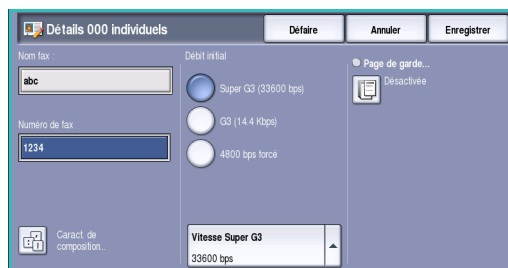 Détails 000 individuels
Défaire
Annuler
Enregistrer
Nom fax :
abc
Numéro de fax
1234
Caract. de
composition...
Débit initial
Super G3 (33600 bps)
G3 (14.4 Kbps)
4800 bps forcé
Vitesse Super G3
33600 bps
Page de garde...
Désactivée